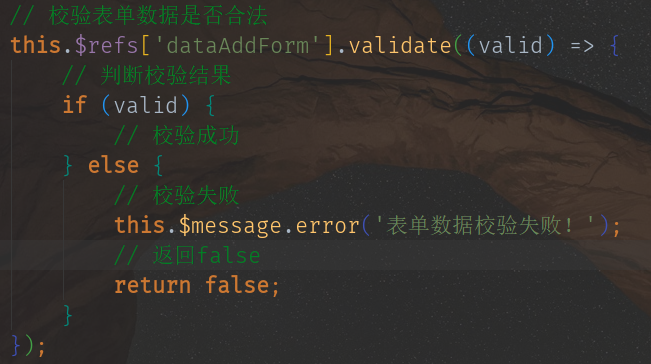 // 校验表单数据是否合法
this.$refs['dataAddForm'].validate((valid) => {
// 判断校验结果
if (valid) {
// 校验成功
} else {
// 校验失败
this.$message.error('表单数据校验失败！');
// 返回false
return false;
}
});